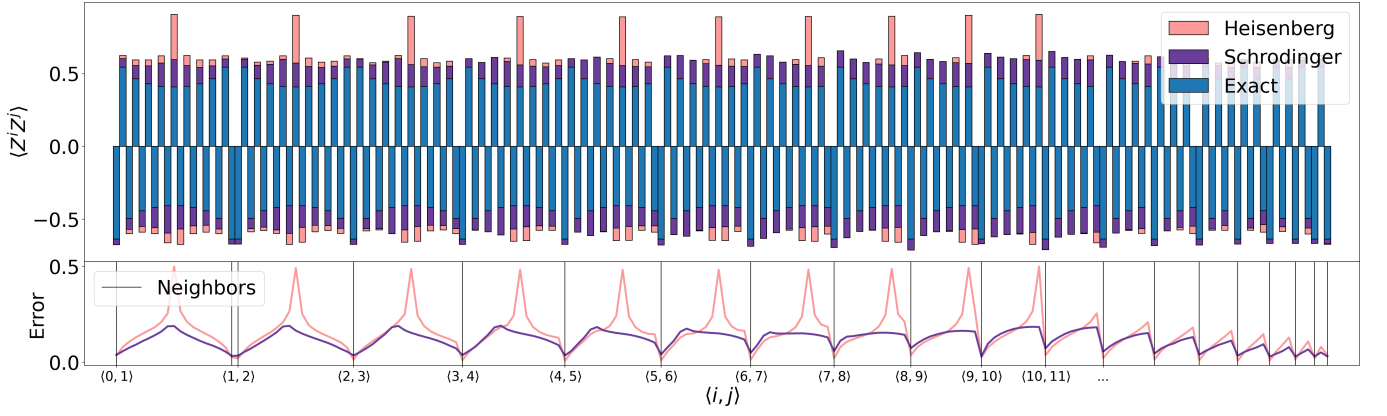 Heisenberg
Schrodinger
Exact
0.5
0.0
−0.5
⟨ZⁱZʲ⟩
Neighbors
0.5
0.0
Error
⟨0, 1⟩ ⟨1, 2⟩ ⟨2, 3⟩ ⟨3, 4⟩ ⟨4, 5⟩ ⟨5, 6⟩ ⟨6, 7⟩ ⟨7, 8⟩ ⟨8, 9⟩ ⟨9, 10⟩ ⟨10, 11⟩ ...
⟨i, j⟩